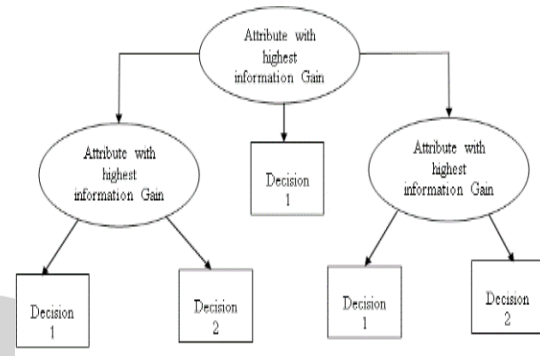 Attribute with
highest
information Gain
Attribute with
highest
information Gain
Decision
1
Attribute with
highest
information Gain
Decision
1
Decision
2
Decision
1
Decision
2